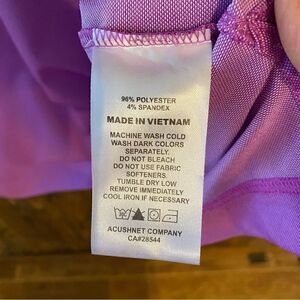 96% POLYESTER
4% SPANDEX
MADE IN VIETNAM
MACHINE WASH COLD
WASH DARK COLORS
SEPARATELY.
DO NOT BLEACH
DO NOT USE FABRIC
SOFTENERS.
TUMBLE DRY LOW
REMOVE IMMEDIATELY
COOL IRON IF NECESSARY
ACUSHNET COMPANY
CA#28544